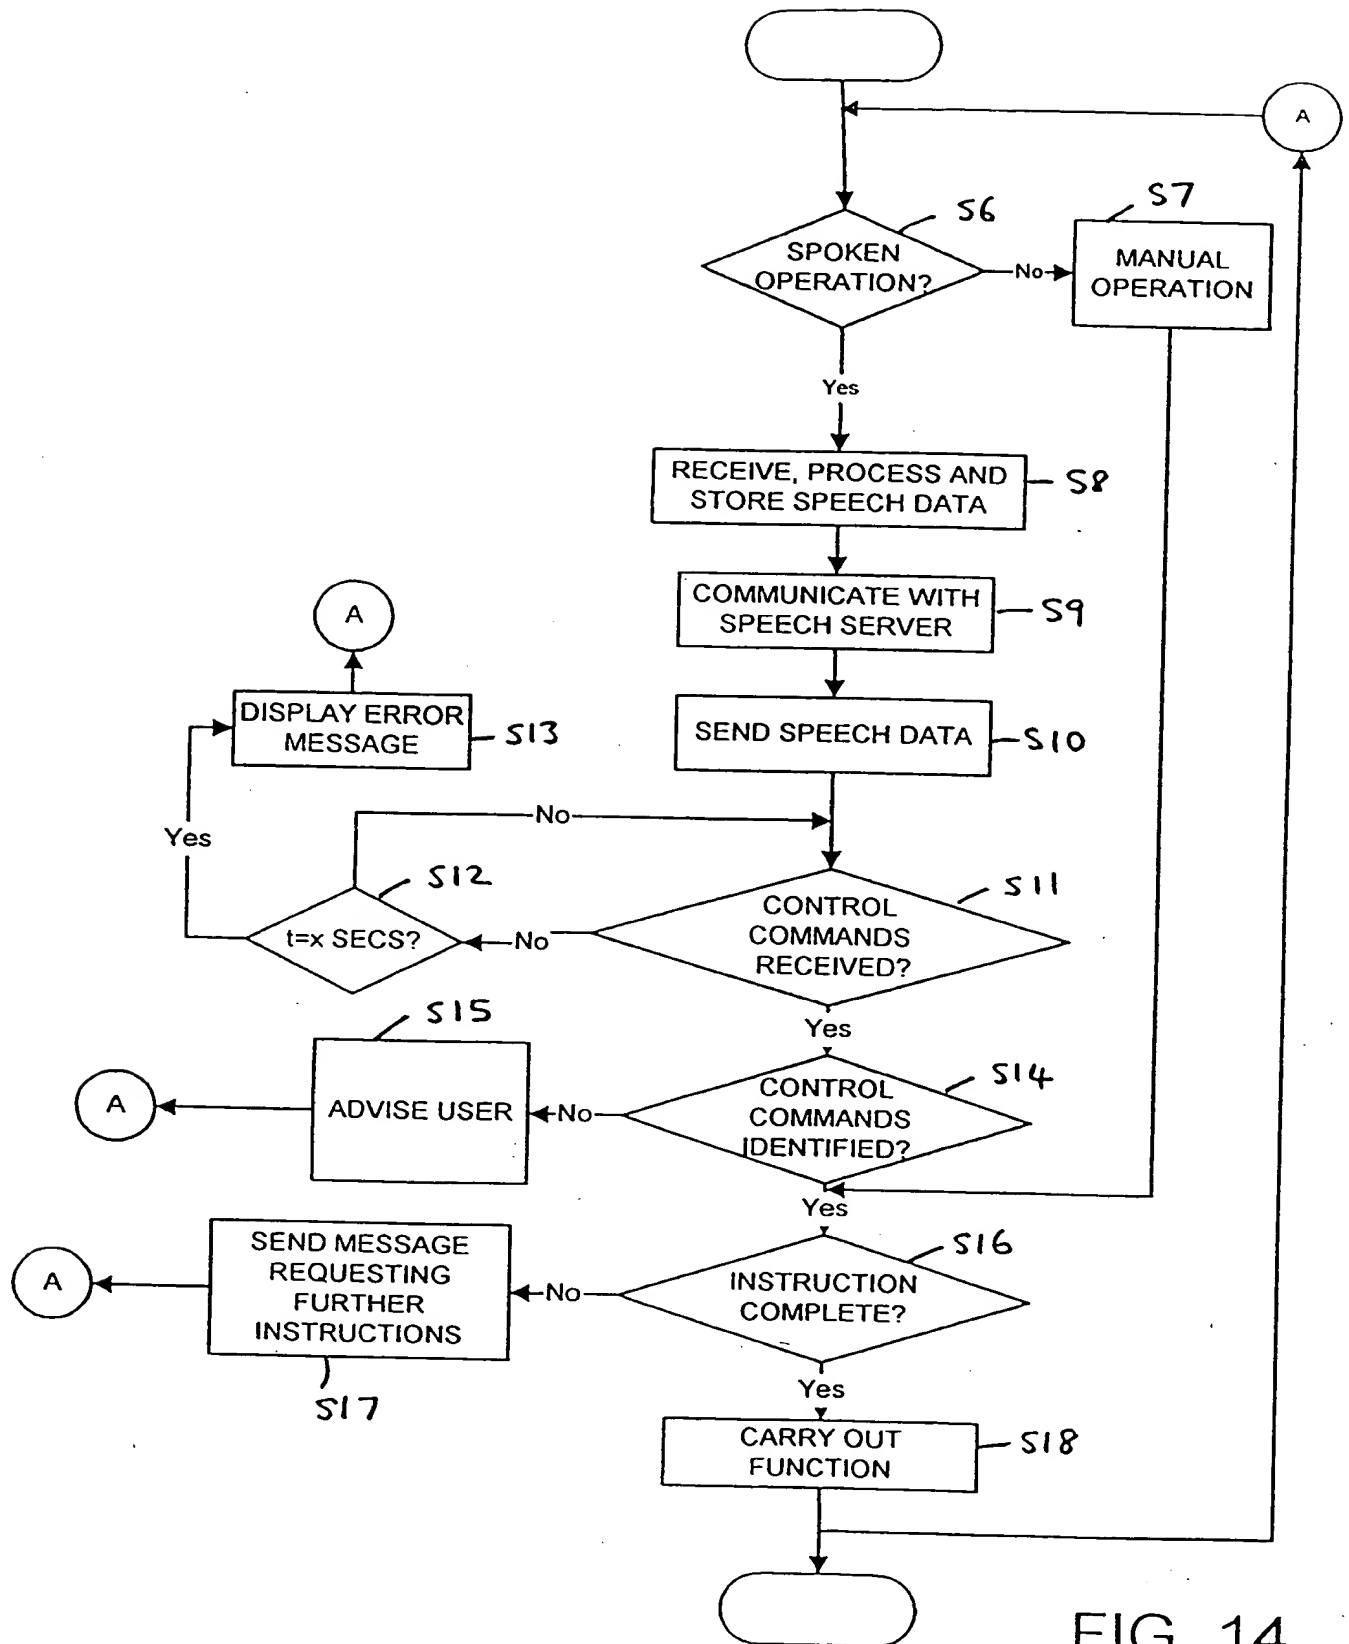 A
S6
S7
SPOKEN
OPERATION?
No
MANUAL
OPERATION
Yes
RECEIVE, PROCESS AND
STORE SPEECH DATA
S8
COMMUNICATE WITH
SPEECH SERVER
S9
A
DISPLAY ERROR
MESSAGE
S13
SEND SPEECH DATA
S10
No
Yes
S12
t=x SECS?
No
S11
CONTROL
COMMANDS
RECEIVED?
Yes
S15
A
ADVISE USER
No
S14
CONTROL
COMMANDS
IDENTIFIED?
Yes
A
SEND MESSAGE
REQUESTING
FURTHER
INSTRUCTIONS
S17
No
S16
INSTRUCTION
COMPLETE?
Yes
CARRY OUT
FUNCTION
S18
FIG. 14